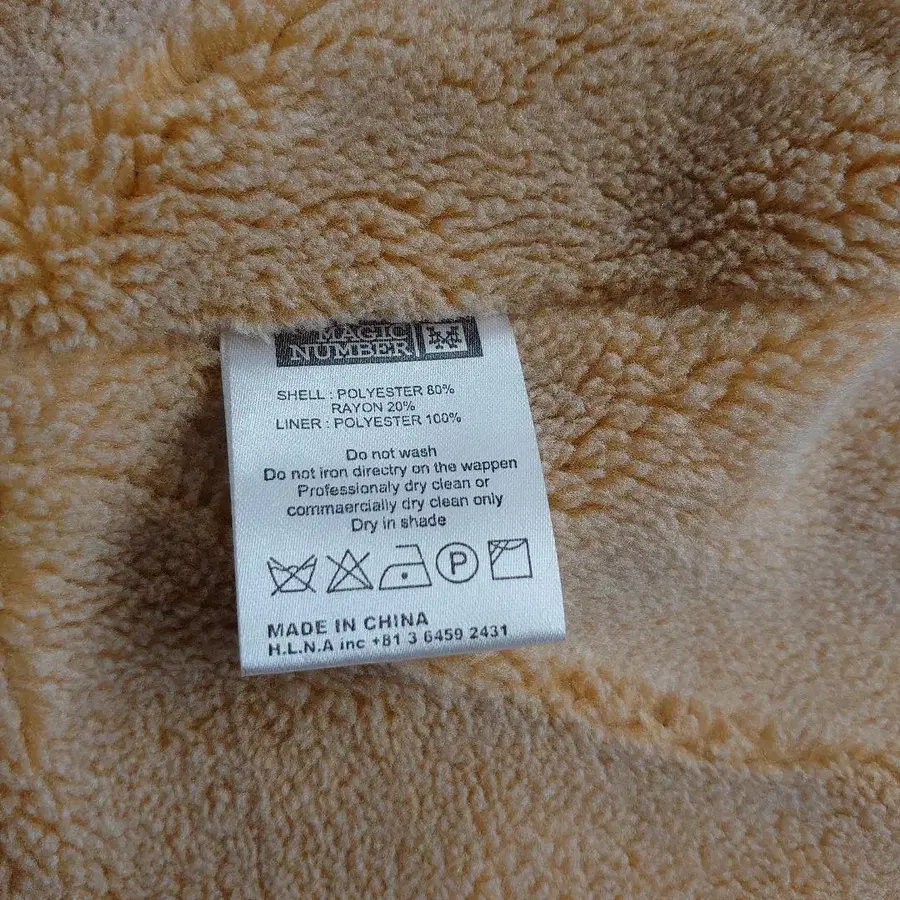 MAGIC
NUMBER
SHELL : POLYESTER 80%
RAYON 20%
LINER : POLYESTER 100%
Do not wash
Do not iron directry on the wappen
Professionaly dry clean or
commaercially dry clean only
Dry in shade
P
MADE IN CHINA
H.L.N.A inc +81 3 6459 2431